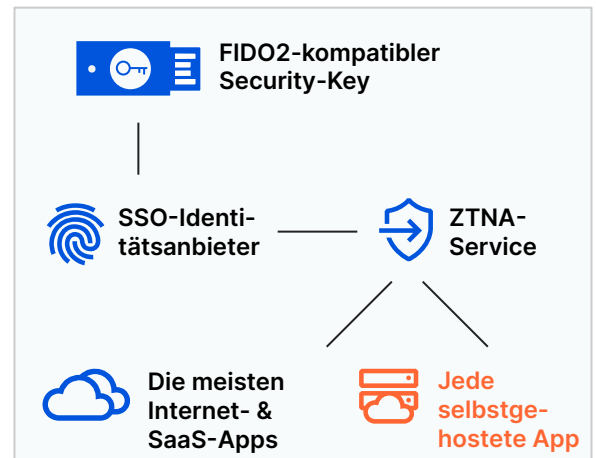 FIDO2-kompatibler
Security-Key
SSO-Identi-
tätsanbieter
ZTNA-
Service
Die meisten
Internet- &
SaaS-Apps
Jede
selbstge-
hostete App